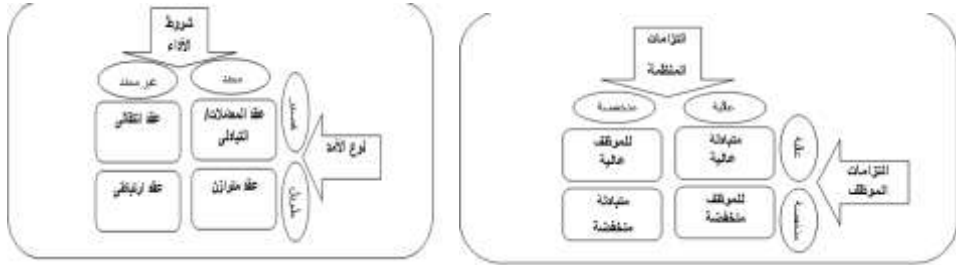 شروط
الأداء
محدد
غير محدد
قصير
عقد المعاملات/
التبادلي
عقد انتقالي
نوع الأمد
طويل
عقد متوازن
عقد ارتباطي
التزامات
المنظمة
عالية
منخفضة
عالية
متبادلة
عالية
للموظف
عالية
التزامات
الموظف
منخفضة
للموظف
منخفضة
متبادلة
منخفضة